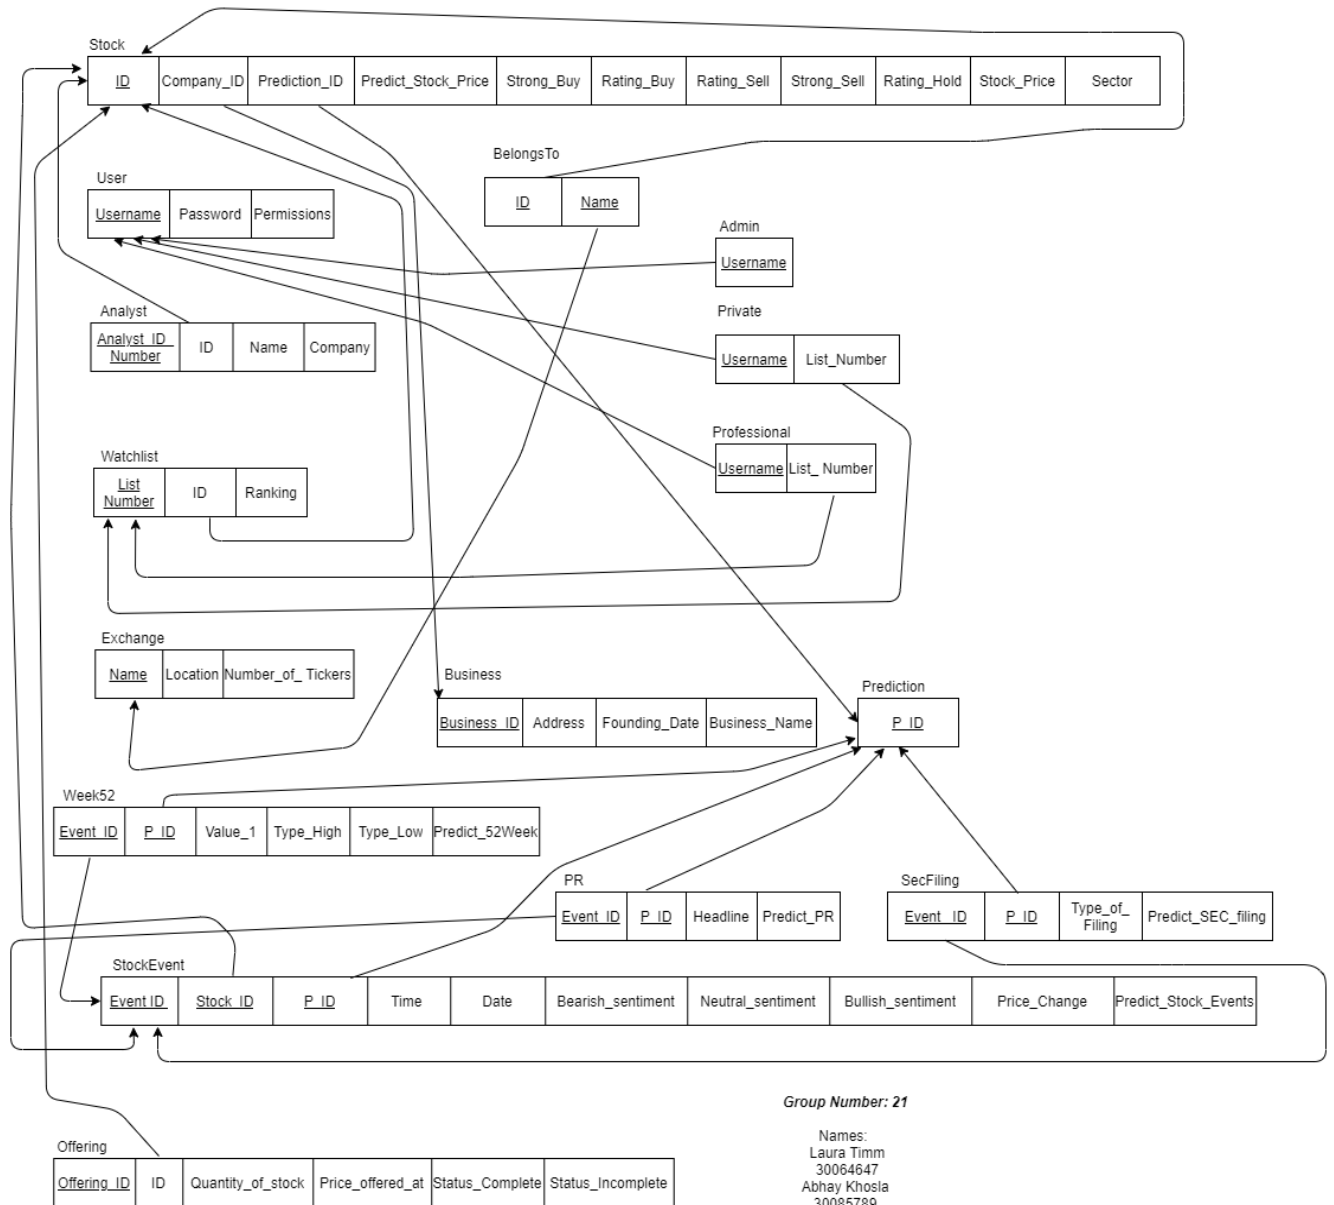 Stock
ID Company_ID Prediction_ID Predict_Stock_Price Strong_Buy Rating_Buy Rating_Sell Strong_Sell Rating_Hold Stock_Price Sector
BelongsTo
ID Name
User
Username Password Permissions
Admin
Username
Analyst
Analyst_ID_
Number ID Name Company
Private
Username List_Number
Professional
Username List_ Number
Watchlist
List
Number ID Ranking
Exchange
Name Location Number_of_ Tickers
Business
Business_ID Address Founding_Date Business_Name
Prediction
P_ID
Week52
Event_ID P_ID Value_1 Type_High Type_Low Predict_52Week
PR
Event_ID P_ID Headline Predict_PR
SecFiling
Event _ID P_ID Type_of_
Filing Predict_SEC_filing
StockEvent
Event ID Stock_ID P_ID Time Date Bearish_sentiment Neutral_sentiment Bullish_sentiment Price_Change Predict_Stock_Events
Group Number: 21
Names:
Laura Timm
30064647
Abhay Khosla
30085789
Offering
Offering_ID ID Quantity_of_stock Price_offered_at Status_Complete Status_Incomplete